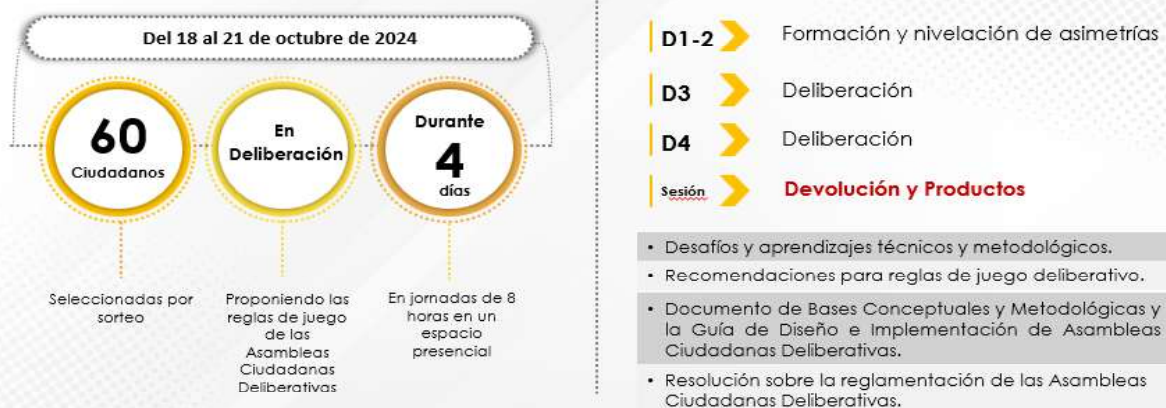 Del 18 al 21 de octubre de 2024
60
Ciudadanos
En
Deliberación
Durante
4
días
Seleccionadas por
sorteo
Proponiendo las
reglas de juego
de las
Asambleas
Ciudadanas
Deliberativas
En jornadas de 8
horas en un
espacio
presencial
D1-2 Formación y nivelación de asimetrías
D3 Deliberación
D4 Deliberación
Sesión Devolución y Productos
• Desafíos y aprendizajes técnicos y metodológicos.
• Recomendaciones para reglas de juego deliberativo.
• Documento de Bases Conceptuales y Metodológicas y
la Guía de Diseño e Implementación de Asambleas
Ciudadanas Deliberativas.
• Resolución sobre la reglamentación de las Asambleas
Ciudadanas Deliberativas.